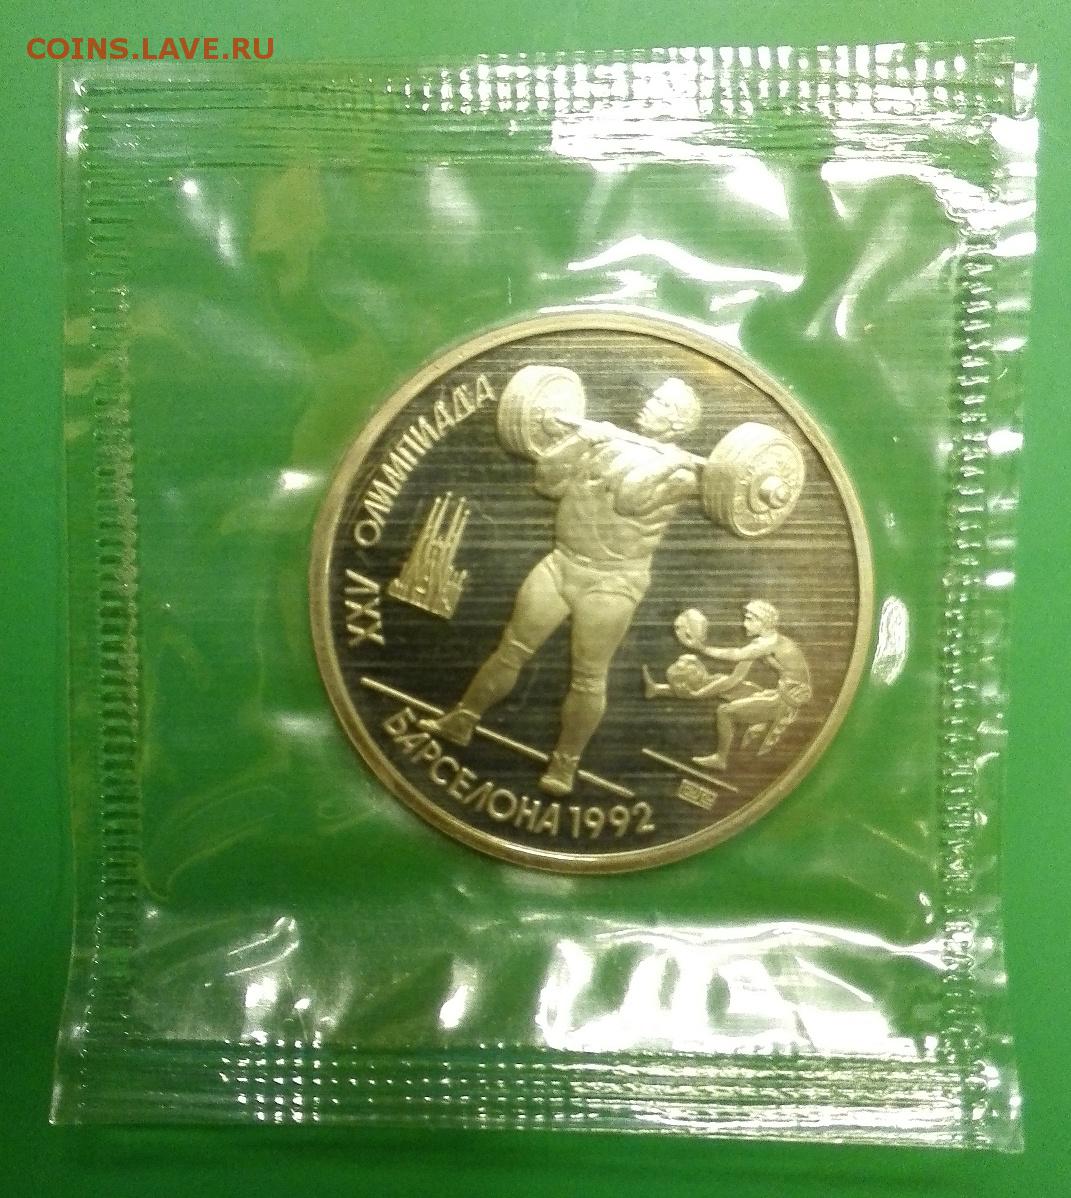 COINS.LAVE.RU
XXV ОЛИМПИАДА
БАРСЕЛОНА 1992